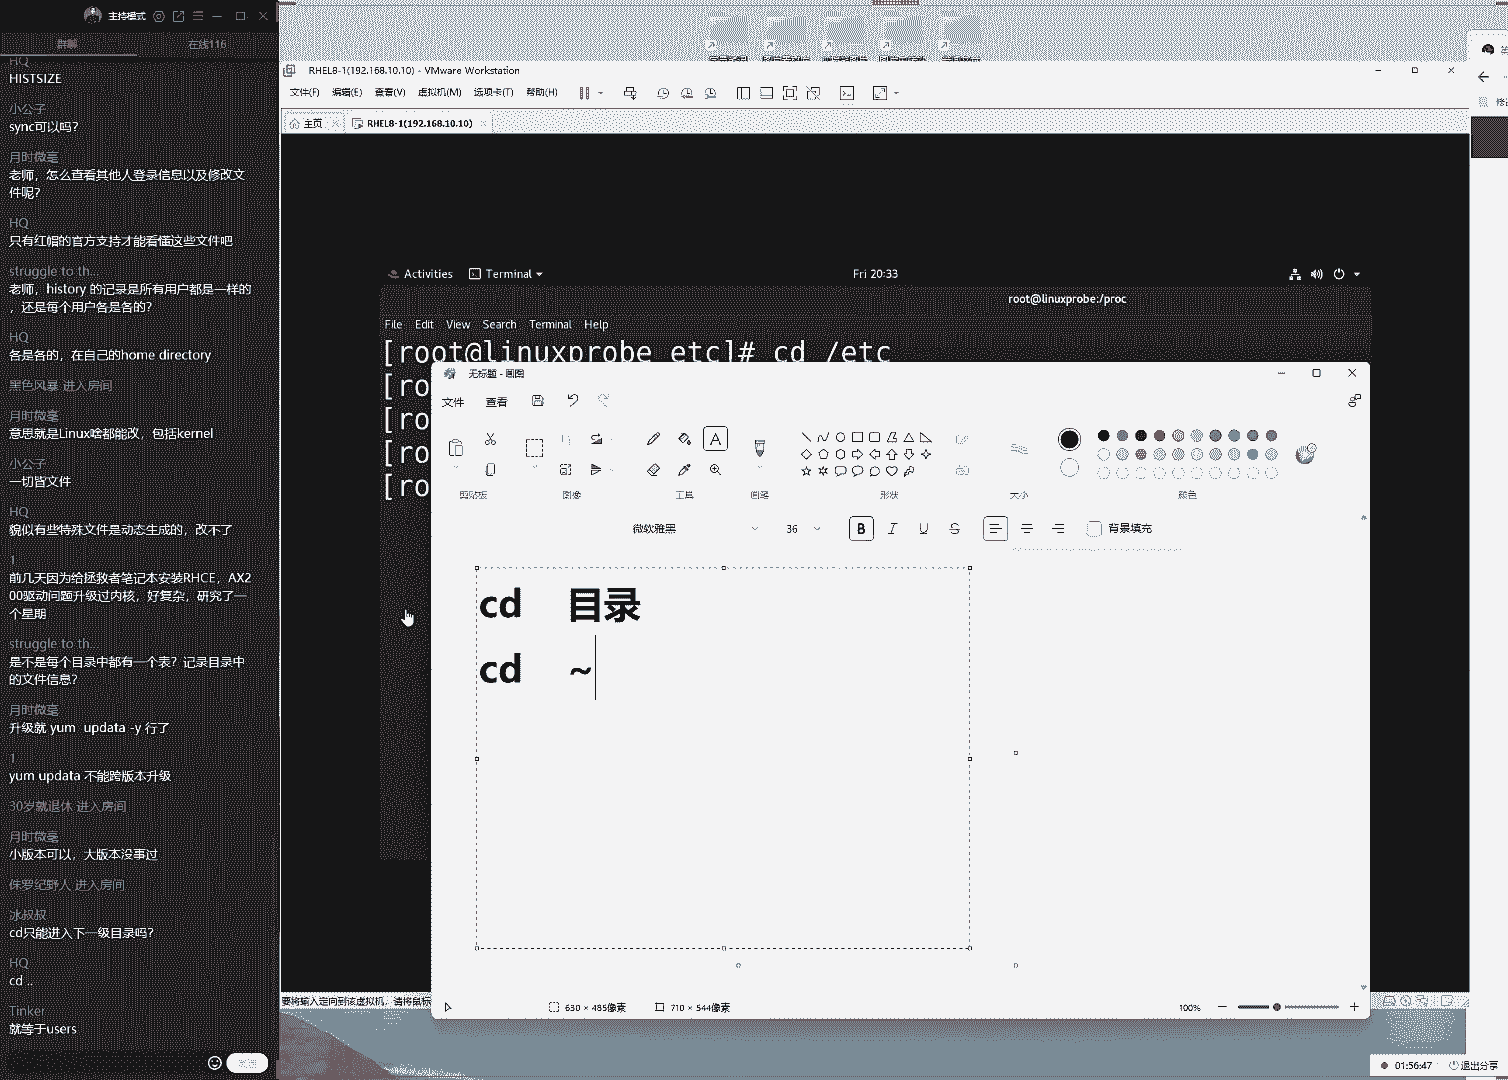 主持模式
群聊
在线116
HQ
HISTSIZE
小公子
sync可以吗？
月时微毫
老师，怎么查看其他人登录信息以及修改文
件呢？
HQ
只有红帽的官方支持才能看懂这些文件吧
struggle to th...
老师，history 的记录是所有用户都是一样的
，还是每个用户各是各的？
HQ
各是各的，在自己的home directory
黑色风暴 进入房间
月时微毫
意思就是Linux啥都能改，包括kernel
小公子
一切皆文件
HQ
貌似有些特殊文件是动态生成的，改不了
1
前几天因为给拯救者笔记本安装RHCE，AX2
00驱动问题升级过内核，好复杂，研究了一
个星期
struggle to th...
是不是每个目录中都有一个表？记录目录中
的文件信息？
月时微毫
升级就 yum updata -y 行了
1
yum updata 不能跨版本升级
30岁就退休 进入房间
月时微毫
小版本可以，大版本没事过
侏罗纪野人 进入房间
冰叔叔
cd只能进入下一级目录吗？
HQ
cd ..
Tinker
就等于users
RHEL8-1(192.168.10.10) - VMware Workstation
文件(F) 编辑(E) 查看(V) 虚拟机(M) 选项卡(T) 帮助(H)
主页 RHEL8-1(192.168.10.10)
Activities Terminal Fri 20:33
root@linuxprobe:/proc
File Edit View Search Terminal Help
[root@linuxprobe etc]# cd /etc
[ro
[ro
[ro
[ro
无标题 - 画图
文件 查看
剪贴板 图像 工具 画笔 形状 大小 颜色
微软雅黑 36 B I U S 背景填充
cd 目录
cd ~
630 × 485像素 710 × 544像素 100%
要将输入定向到该虚拟机，请将鼠标
01:56:47 退出分享